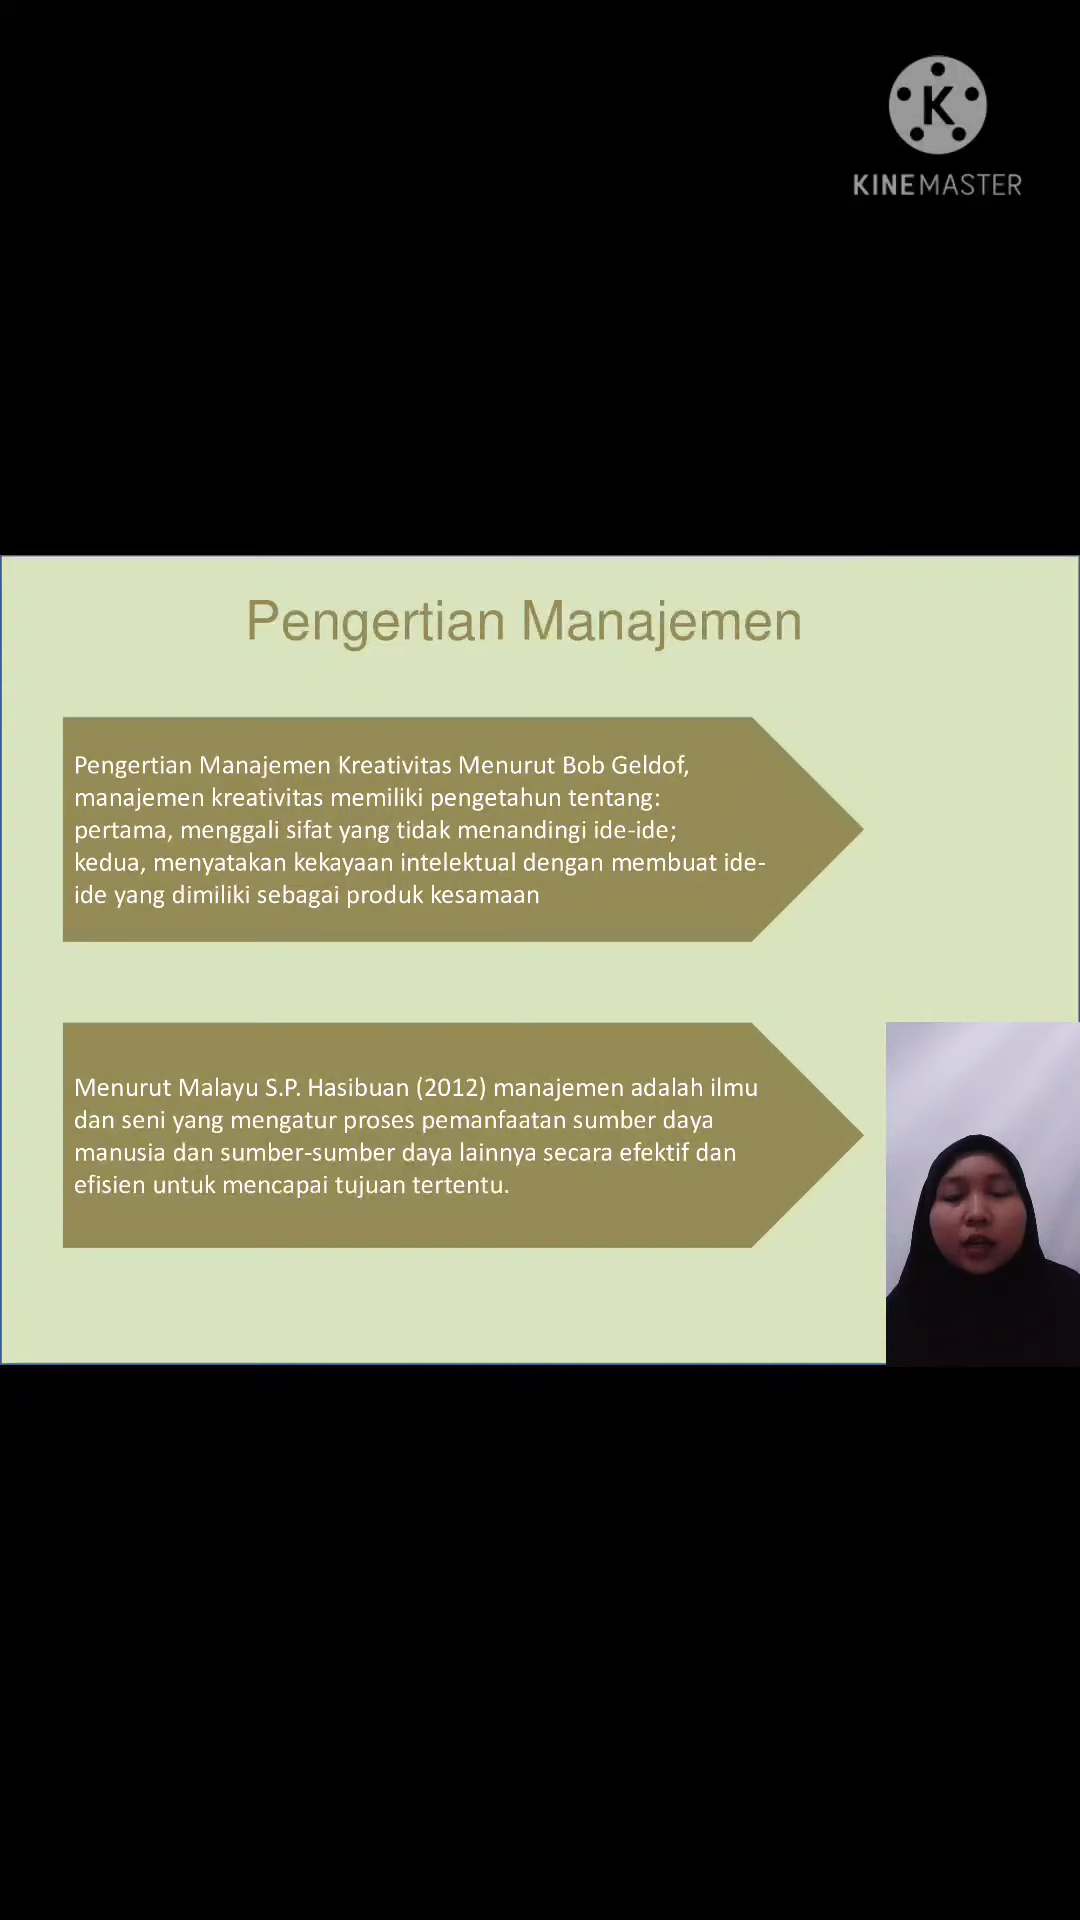 K
KINEMASTER
Pengertian Manajemen
Pengertian Manajemen Kreativitas Menurut Bob Geldof,
manajemen kreativitas memiliki pengetahun tentang:
pertama, menggali sifat yang tidak menandingi ide-ide;
kedua, menyatakan kekayaan intelektual dengan membuat ide-
ide yang dimiliki sebagai produk kesamaan
Menurut Malayu S.P. Hasibuan (2012) manajemen adalah ilmu
dan seni yang mengatur proses pemanfaatan sumber daya
manusia dan sumber-sumber daya lainnya secara efektif dan
efisien untuk mencapai tujuan tertentu.